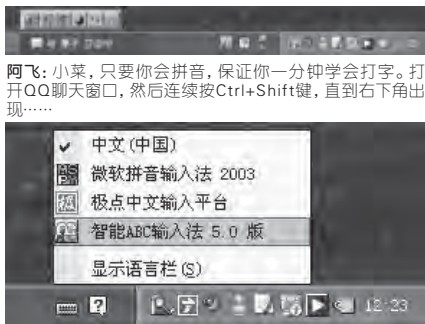 阿飞：小菜，只要你会拼音，保证你一分钟学会打字。打
开QQ聊天窗口，然后连续按Ctrl+Shift键，直到右下角出
现……
中文(中国)
微软拼音输入法 2003
极点中文输入平台
智能ABC输入法 5.0 版
显示语言栏(S)
12:23